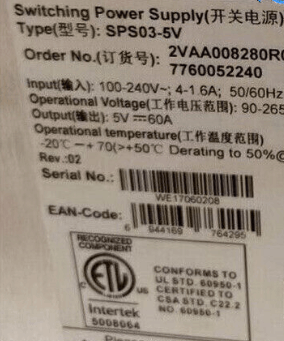 Switching Power Supply(开关电源)
Type(型号): SPS03-5V
Order No.(订货号): 2VAA008280R0
7760052240
Input(输入): 100-240V~; 4-1.6A; 50/60Hz
Operational Voltage(工作电压范围): 90-265
Output(输出): 5V⎓60A
Operational temperature(工作温度范围)
-20℃~+70(>+50℃ Derating to 50%@
Rev.:02
Serial No.:
WE17060208
EAN-Code:
6 944169 764295
RECOGNIZED
COMPONENT
ETL
C US
Intertek
5008064
CONFORMS TO
UL STD. 60950-1
CERTIFIED TO
CSA STD. C22.2
NO. 60950-1